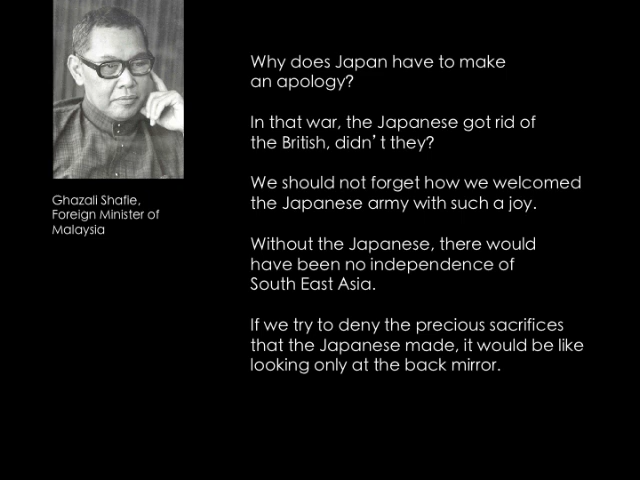 Why does Japan have to make
an apology?
In that war, the Japanese got rid of
the British, didn't they?
We should not forget how we welcomed
the Japanese army with such a joy.
Without the Japanese, there would
have been no independence of
South East Asia.
If we try to deny the precious sacrifices
that the Japanese made, it would be like
looking only at the back mirror.
Ghazali Shafie,
Foreign Minister of
Malaysia